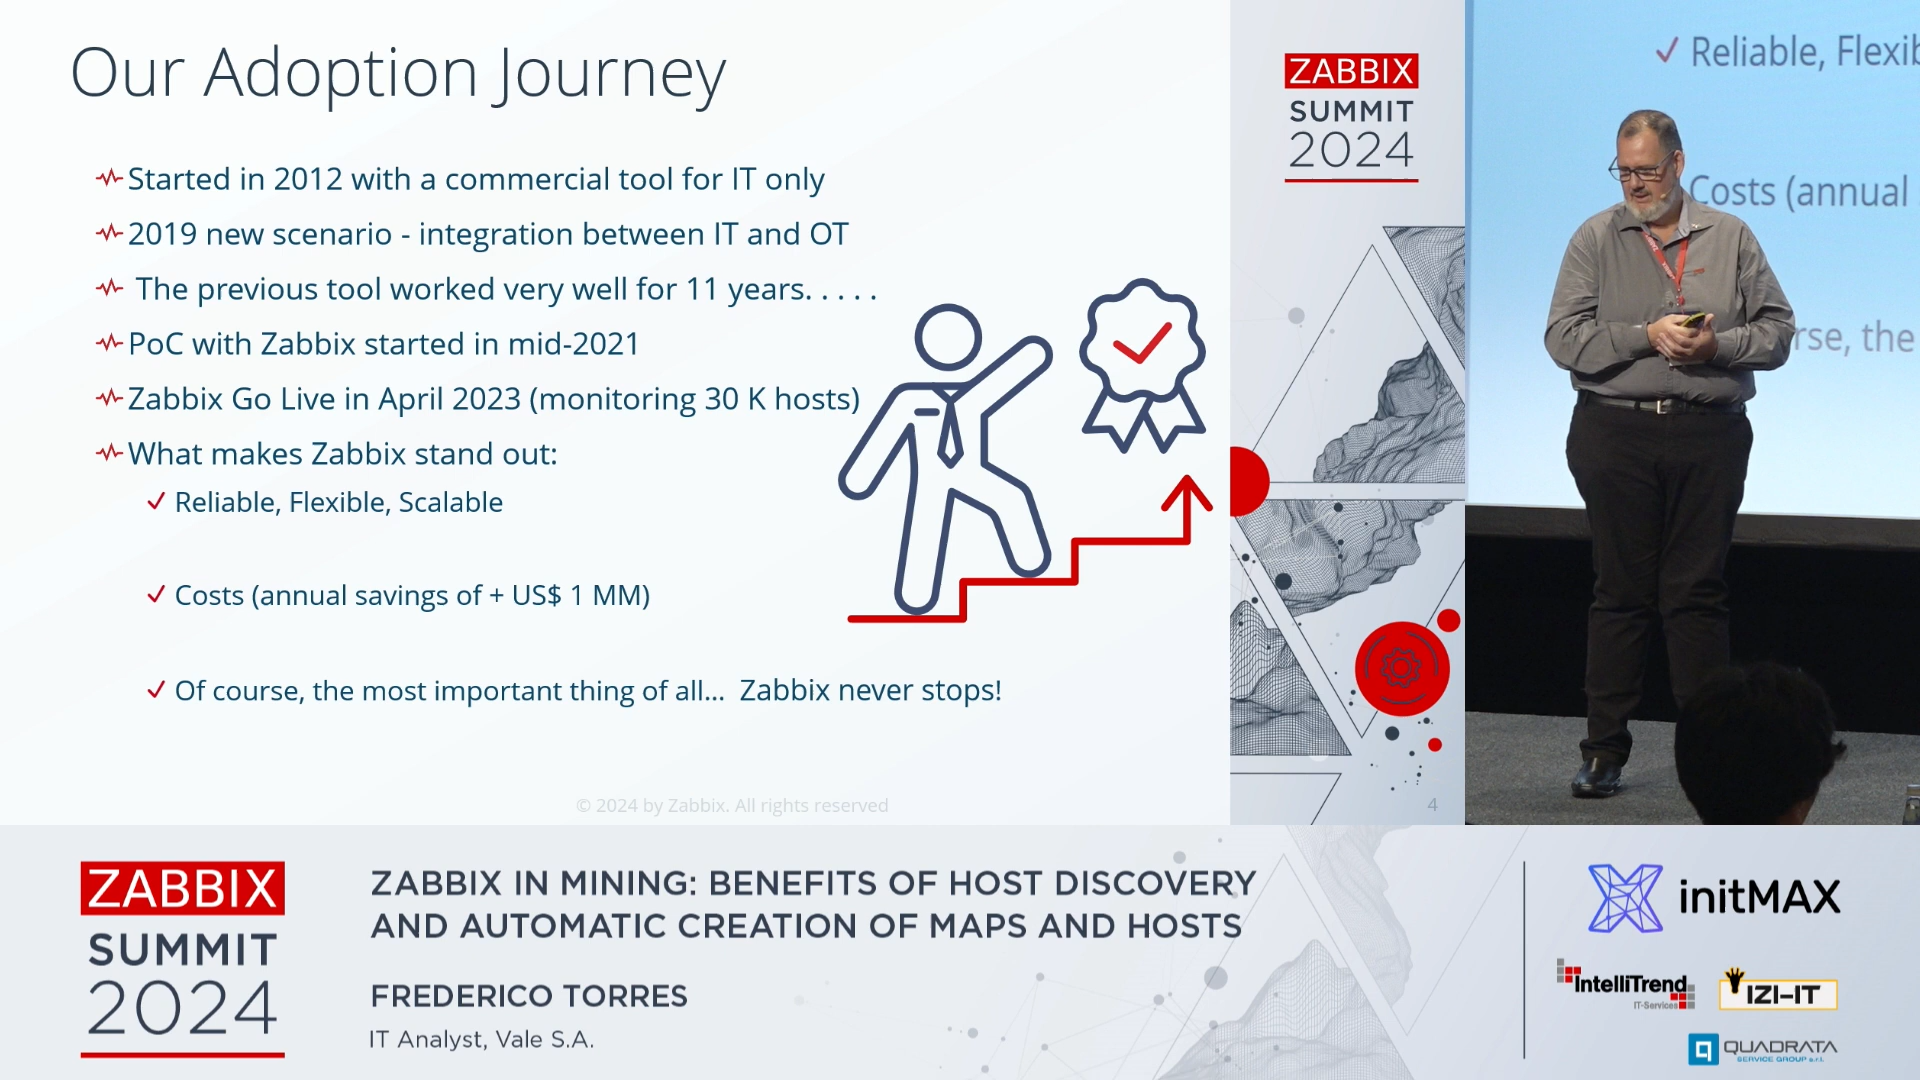 Our Adoption Journey
Started in 2012 with a commercial tool for IT only
2019 new scenario - integration between IT and OT
The previous tool worked very well for 11 years. . . . .
PoC with Zabbix started in mid-2021
Zabbix Go Live in April 2023 (monitoring 30 K hosts)
What makes Zabbix stand out:
Reliable, Flexible, Scalable
Costs (annual savings of + US$ 1 MM)
Of course, the most important thing of all... Zabbix never stops!
© 2024 by Zabbix. All rights reserved
4
ZABBIX
SUMMIT
2024
Reliable, Flexib
Costs (annual
rse, the
ZABBIX
SUMMIT
2024
ZABBIX IN MINING: BENEFITS OF HOST DISCOVERY
AND AUTOMATIC CREATION OF MAPS AND HOSTS
FREDERICO TORRES
IT Analyst, Vale S.A.
initMAX
IntelliTrend
IT-Services
IZI-IT
QUADRATA
SERVICE GROUP s.r.l.